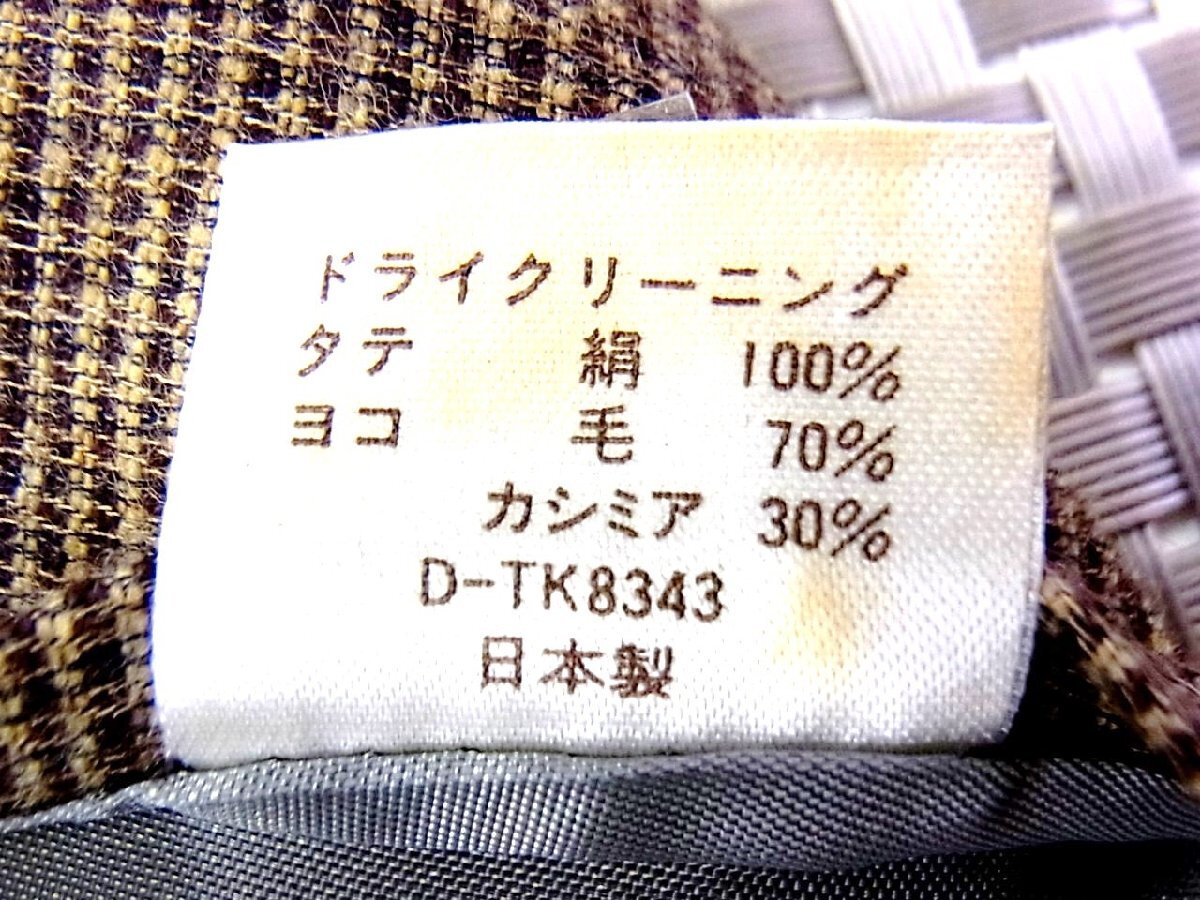 ドライクリーニング
タテ 絹 100%
ヨコ 毛 70%
カシミア 30%
D-TK8343
日本製